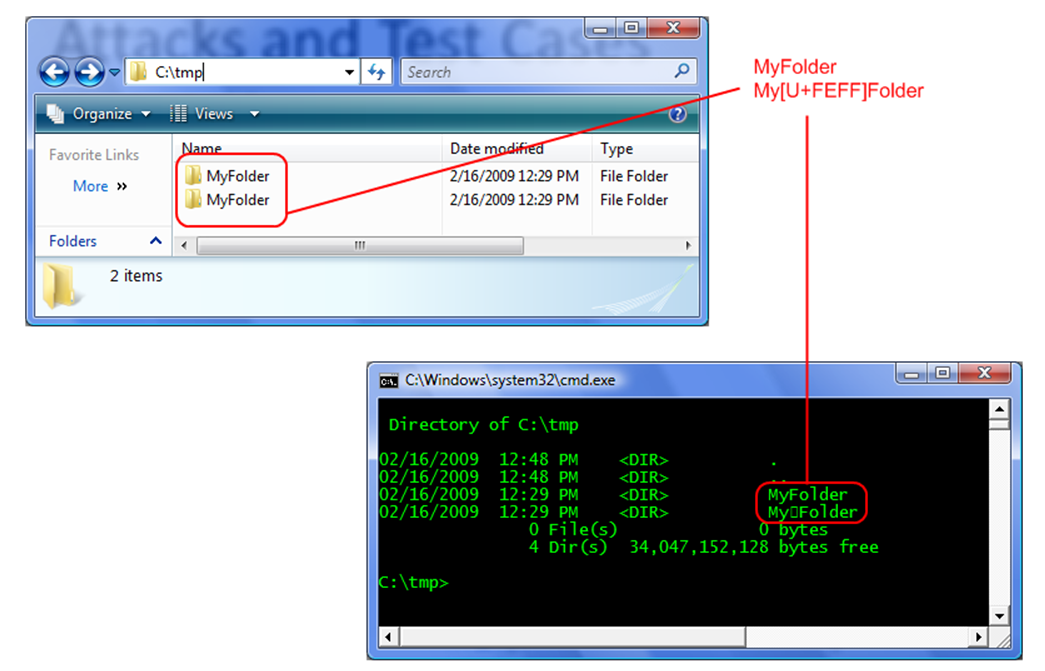 Attacks and Test Cases
C:\tmp
Search
Organize
Views
Favorite Links
More »
Folders
Name
Date modified
Type
MyFolder
2/16/2009 12:29 PM
File Folder
MyFolder
2/16/2009 12:29 PM
File Folder
2 items
MyFolder
My[U+FEFF]Folder
C:\Windows\system32\cmd.exe
Directory of C:\tmp
02/16/2009 12:48 PM <DIR> .
02/16/2009 12:48 PM <DIR> ..
02/16/2009 12:29 PM <DIR> MyFolder
02/16/2009 12:29 PM <DIR> My▯Folder
0 File(s) 0 bytes
4 Dir(s) 34,047,152,128 bytes free
C:\tmp>